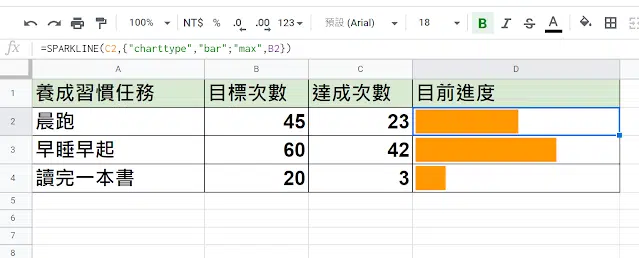 100% NT$ % .0 .00 123 預設 (Arial) 18 B I S A
fx =SPARKLINE(C2,{"charttype","bar";"max",B2})
A B C D
1 養成習慣任務 目標次數 達成次數 目前進度
2 晨跑 45 23
3 早睡早起 60 42
4 讀完一本書 20 3
5
6
7
8